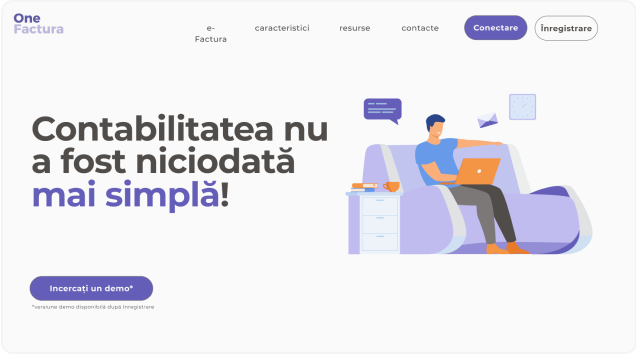 One
Factura
e-
Factura
caracteristici
resurse
contacte
Conectare
Înregistrare
Contabilitatea nu
a fost niciodată
mai simplă!
Incercați un demo*
*versiune demo disponibilă după înregistrare